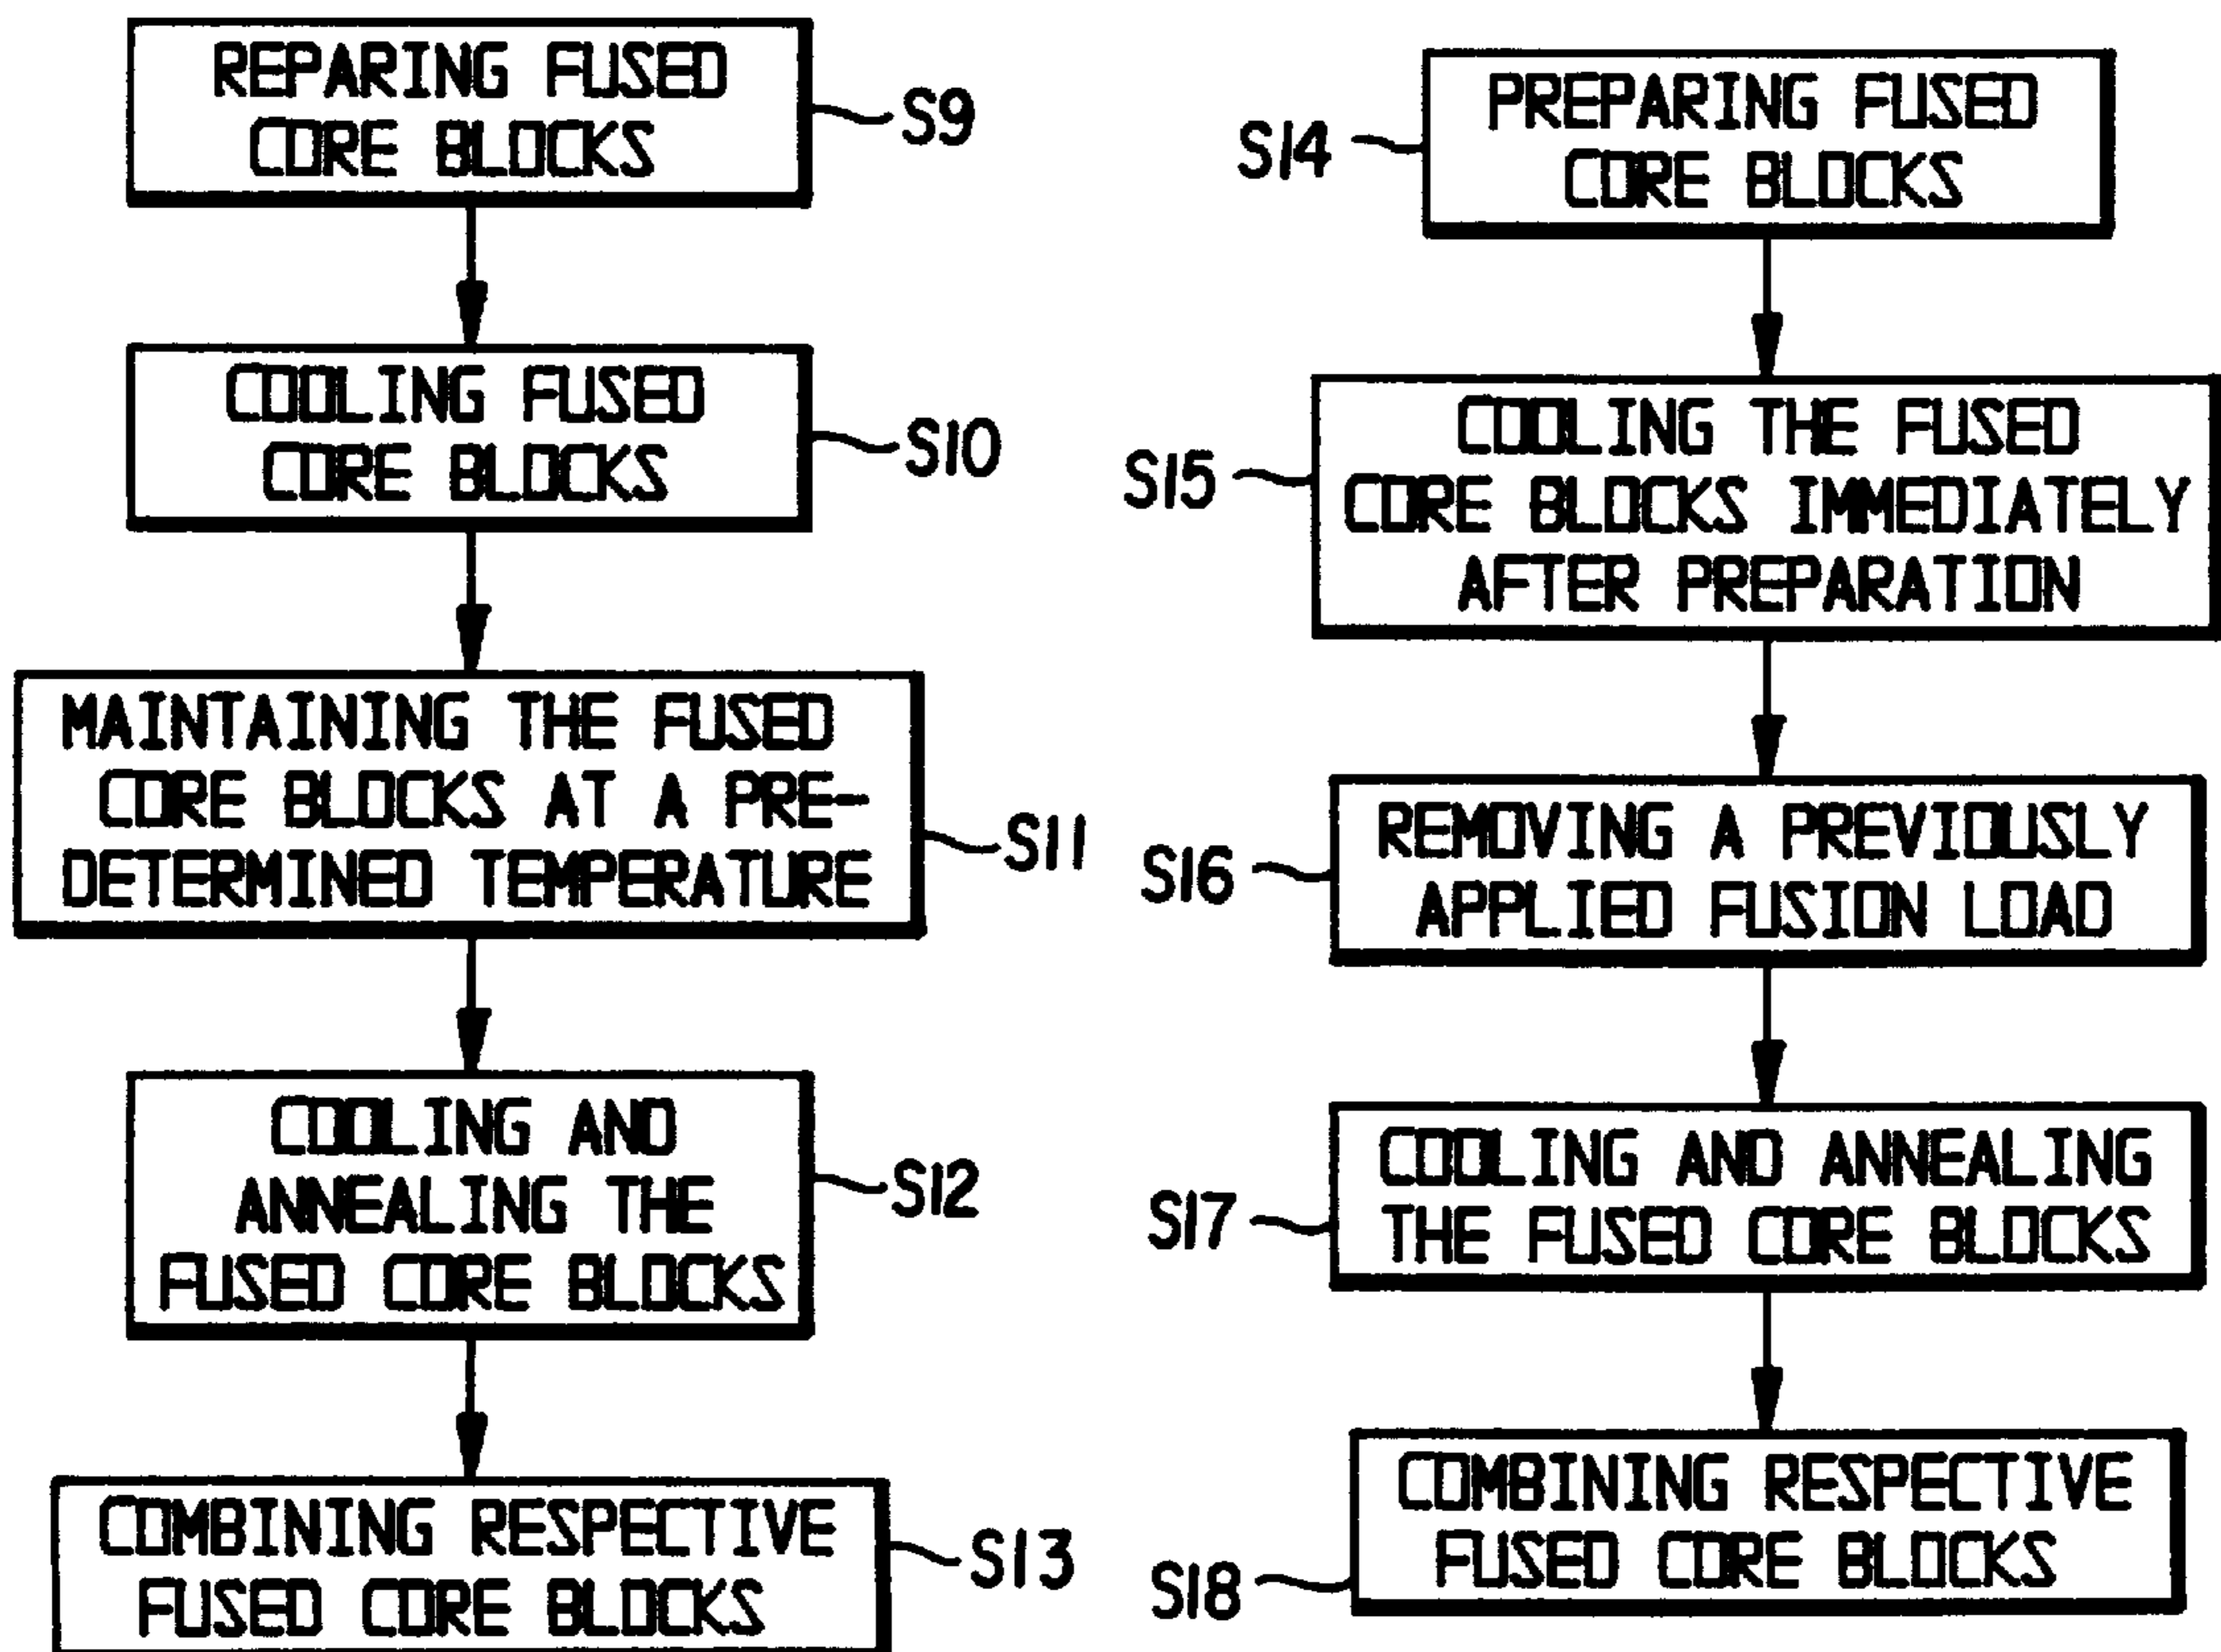 REPARING FUSED
CORE BLOCKS
S9
COOLING FUSED
CORE BLOCKS
S10
MAINTAINING THE FUSED
CORE BLOCKS AT A PRE-
DETERMINED TEMPERATURE
S11
COOLING AND
ANNEALING THE
FUSED CORE BLOCKS
S12
COMBINING RESPECTIVE
FUSED CORE BLOCKS
S13
PREPARING FUSED
CORE BLOCKS
S14
COOLING THE FUSED
CORE BLOCKS IMMEDIATELY
AFTER PREPARATION
S15
REMOVING A PREVIOUSLY
APPLIED FUSION LOAD
S16
COOLING AND ANNEALING
THE FUSED CORE BLOCKS
S17
COMBINING RESPECTIVE
FUSED CORE BLOCKS
S18